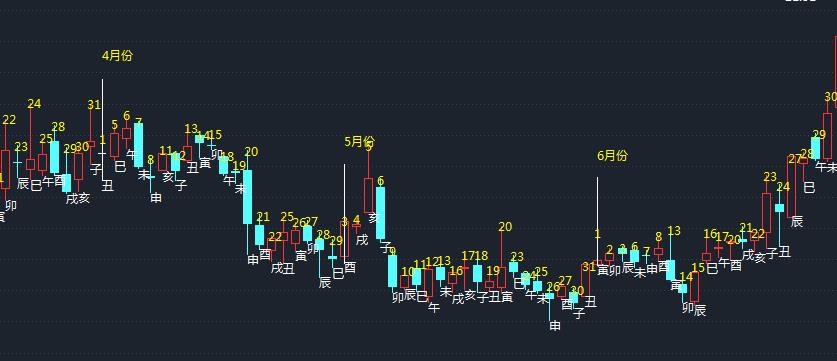 4月份
5月份
6月份
22
23
24
25
28
29
30
31
1
5
6
7
8
11
12
13
14
15
18
19
20
21
22
25
26
27
28
29
3
4
5
6
9
10
11
12
13
16
17
18
19
20
23
24
25
26
27
30
31
1
2
3
6
7
8
13
14
15
16
17
20
21
22
23
24
27
28
29
30
寅
卯
辰
巳
午
酉
戌
亥
子
丑
巳
午
未
申
寅
亥
子
丑
寅
卯
午
未
申
酉
戌
丑
寅
卯
辰
巳
酉
戌
亥
子
卯
辰
巳
午
未
戌
亥
子
丑
寅
巳
午
未
申
酉
子
丑
寅
卯
辰
未
申
酉
寅
卯
辰
巳
午
酉
戌
亥
子
丑
辰
巳
午
未